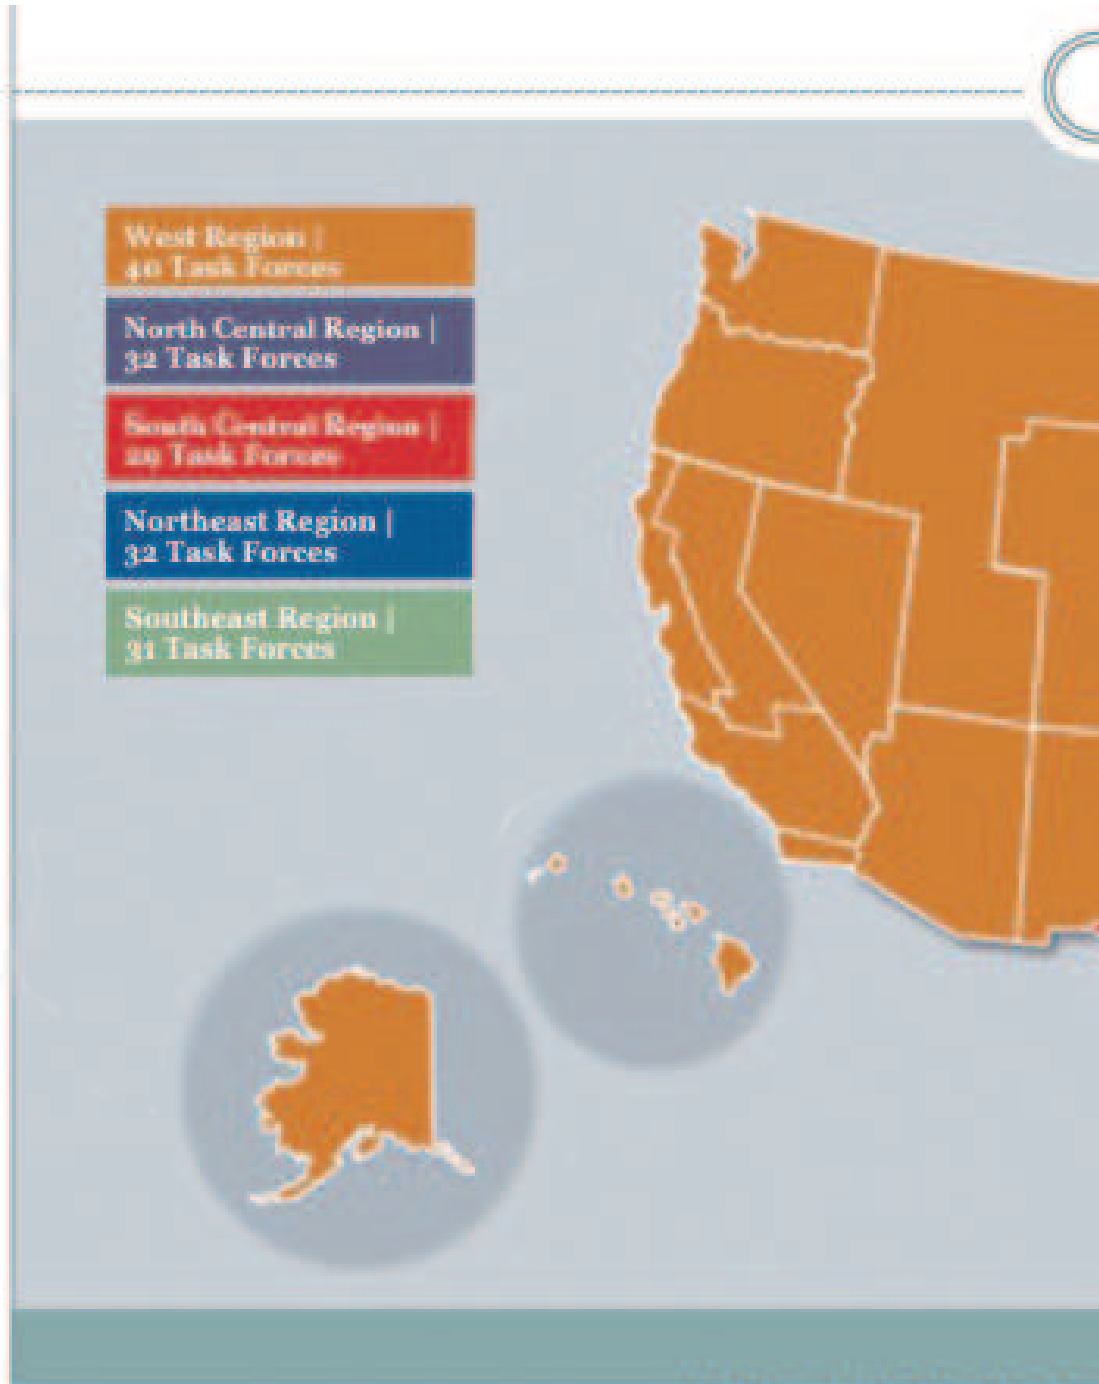 West Region |
40 Task Forces
North Central Region |
32 Task Forces
South Central Region |
29 Task Forces
Northeast Region |
32 Task Forces
Southeast Region |
31 Task Forces